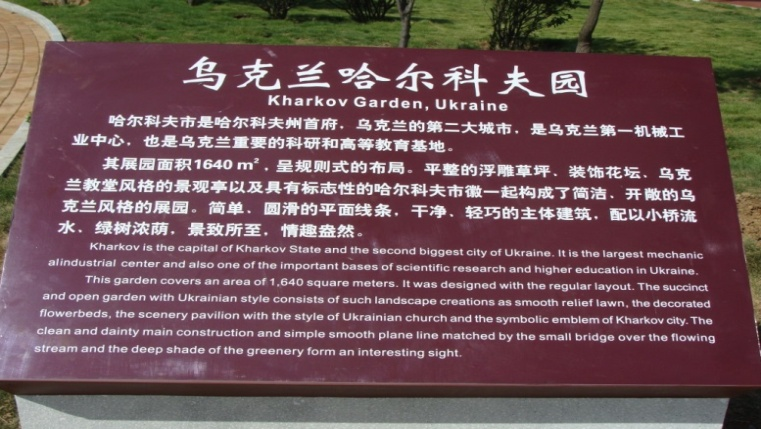 乌克兰哈尔科夫园
Kharkov Garden, Ukraine
哈尔科夫市是哈尔科夫州首府，乌克兰的第二大城市，是乌克兰第一机械工
业中心，也是乌克兰重要的科研和高等教育基地。
其展园面积1640 m²，呈规则式的布局。平整的浮雕草坪、装饰花坛、乌克
兰教堂风格的景观亭以及具有标志性的哈尔科夫市徽一起构成了简洁、开敞的乌
克兰风格的展园。简单、圆滑的平面线条，干净、轻巧的主体建筑，配以小桥流
水、绿树浓荫，景致所至，情趣盎然。
Kharkov is the capital of Kharkov State and the second biggest city of Ukraine. It is the largest mechanic
alindustrial center and also one of the important bases of scientific research and higher education in Ukraine.
This garden covers an area of 1,640 square meters. It was designed with the regular layout. The succinct
and open garden with Ukrainian style consists of such landscape creations as smooth relief lawn, the decorated
flowerbeds, the scenery pavilion with the style of Ukrainian church and the symbolic emblem of Kharkov city. The
clean and dainty main construction and simple smooth plane line matched by the small bridge over the flowing
stream and the deep shade of the greenery form an interesting sight.